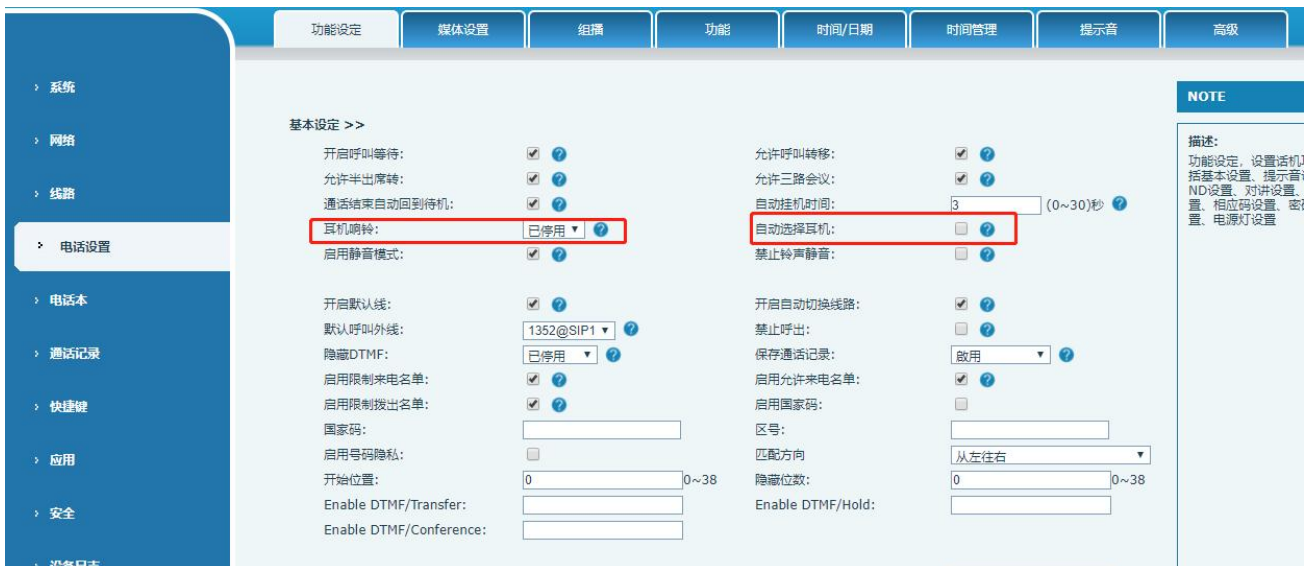 功能设定 媒体设置 组播 功能 时间/日期 时间管理 提示音 高级
系统
网络
线路
电话设置
电话本
通话记录
快捷键
应用
安全
设备日志
基本设定 >>
开启呼叫等待: 允许呼叫转移:
允许半出席转: 允许三路会议:
通话结束自动回到待机: 自动挂机时间: 3 (0~30)秒
耳机响铃: 已停用 自动选择耳机:
启用静音模式: 禁止铃声静音:
开启默认线: 开启自动切换线路:
默认呼叫外线: 1352@SIP1 禁止呼出:
隐藏DTMF: 已停用 保存通话记录: 啟用
启用限制来电名单: 启用允许来电名单:
启用限制拨出名单: 启用国家码:
国家码: 区号:
启用号码隐私: 匹配方向 从左往右
开始位置: 0 0~38 隐藏位数: 0 0~38
Enable DTMF/Transfer: Enable DTMF/Hold:
Enable DTMF/Conference:
NOTE
描述:
功能设定，设置话机
括基本设置、提示音
ND设置、对讲设置、
置、相应码设置、密
置、电源灯设置